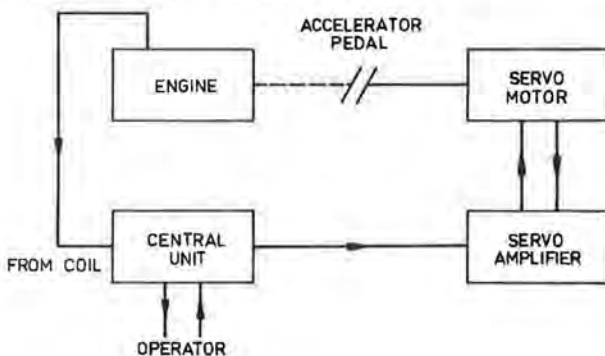 ACCELERATOR
PEDAL
ENGINE
SERVO
MOTOR
FROM COIL
CENTRAL
UNIT
SERVO
AMPLIFIER
OPERATOR